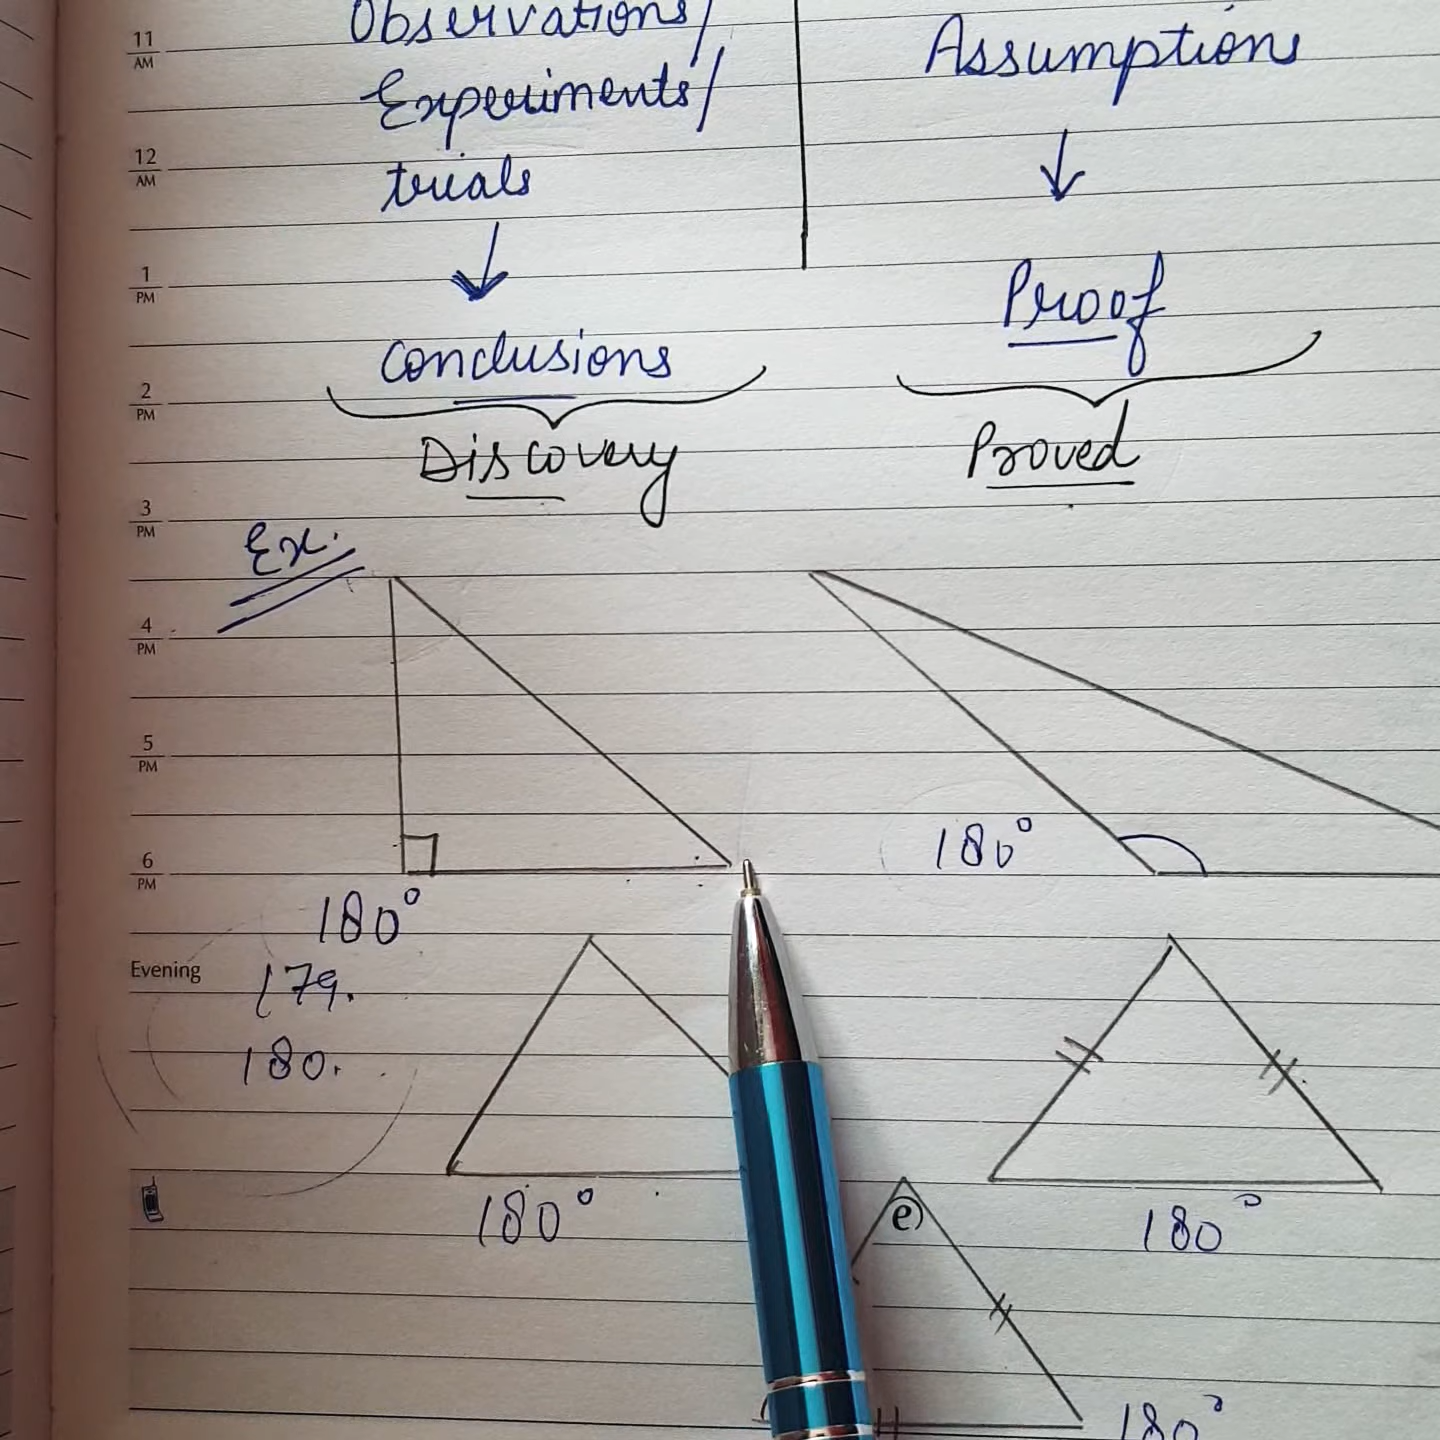 11
AM
Observations/
Experiments/
12
AM
trials
1
PM
Conclusions
2
PM
Discovery
Assumptions
Proof
Proved
3
PM
Ex.
4
PM
5
PM
6
PM
180°
180°
Evening
179.
180.
180°
180°
e)
180°